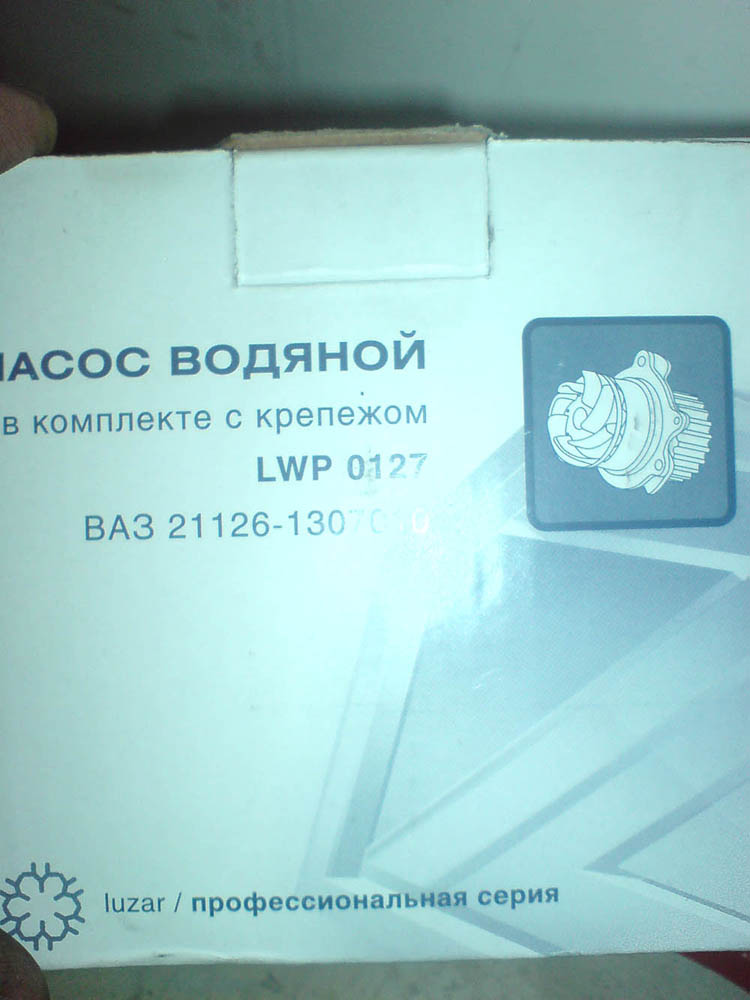 НАСОС ВОДЯНОЙ
в комплекте с крепежом
LWP 0127
ВАЗ 21126-1307010
luzar / профессиональная серия